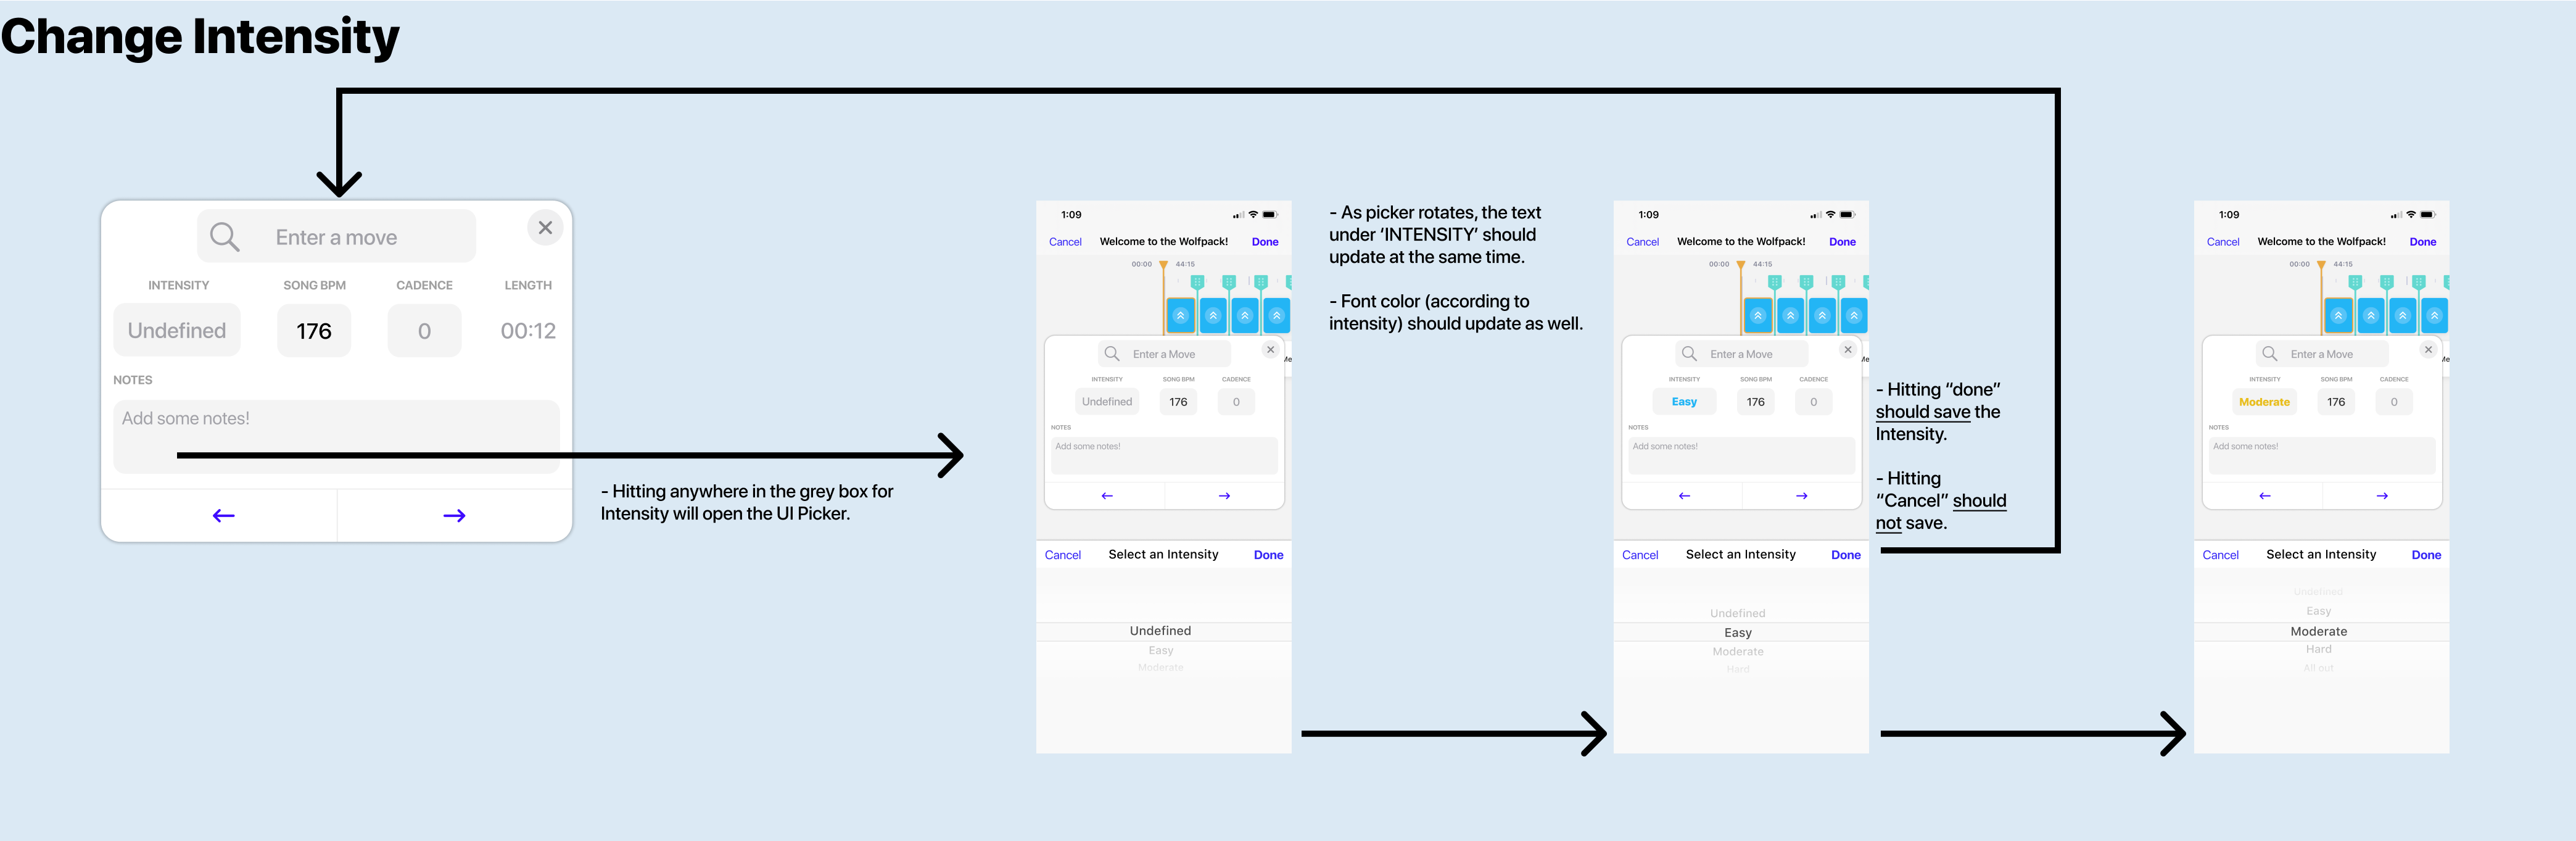 Change Intensity
Enter a move
INTENSITY SONG BPM CADENCE LENGTH
Undefined 176 0 00:12
NOTES
Add some notes!
- Hitting anywhere in the grey box for
Intensity will open the UI Picker.
1:09
Cancel Welcome to the Wolfpack! Done
00:00 44:15
Enter a Move
Me
INTENSITY SONG BPM CADENCE
Undefined 176 0
NOTES
Add some notes!
Cancel Select an Intensity Done
Undefined
Easy
Moderate
- As picker rotates, the text
under ‘INTENSITY’ should
update at the same time.
- Font color (according to
intensity) should update as well.
1:09
Cancel Welcome to the Wolfpack! Done
00:00 44:15
Enter a Move
Me
INTENSITY SONG BPM CADENCE
Easy 176 0
NOTES
Add some notes!
Cancel Select an Intensity Done
Undefined
Easy
Moderate
Hard
- Hitting “done”
should save the
Intensity.
- Hitting
“Cancel” should
not save.
1:09
Cancel Welcome to the Wolfpack! Done
00:00 44:15
Enter a Move
Me
INTENSITY SONG BPM CADENCE
Moderate 176 0
NOTES
Add some notes!
Cancel Select an Intensity Done
Undefined
Easy
Moderate
Hard
All out